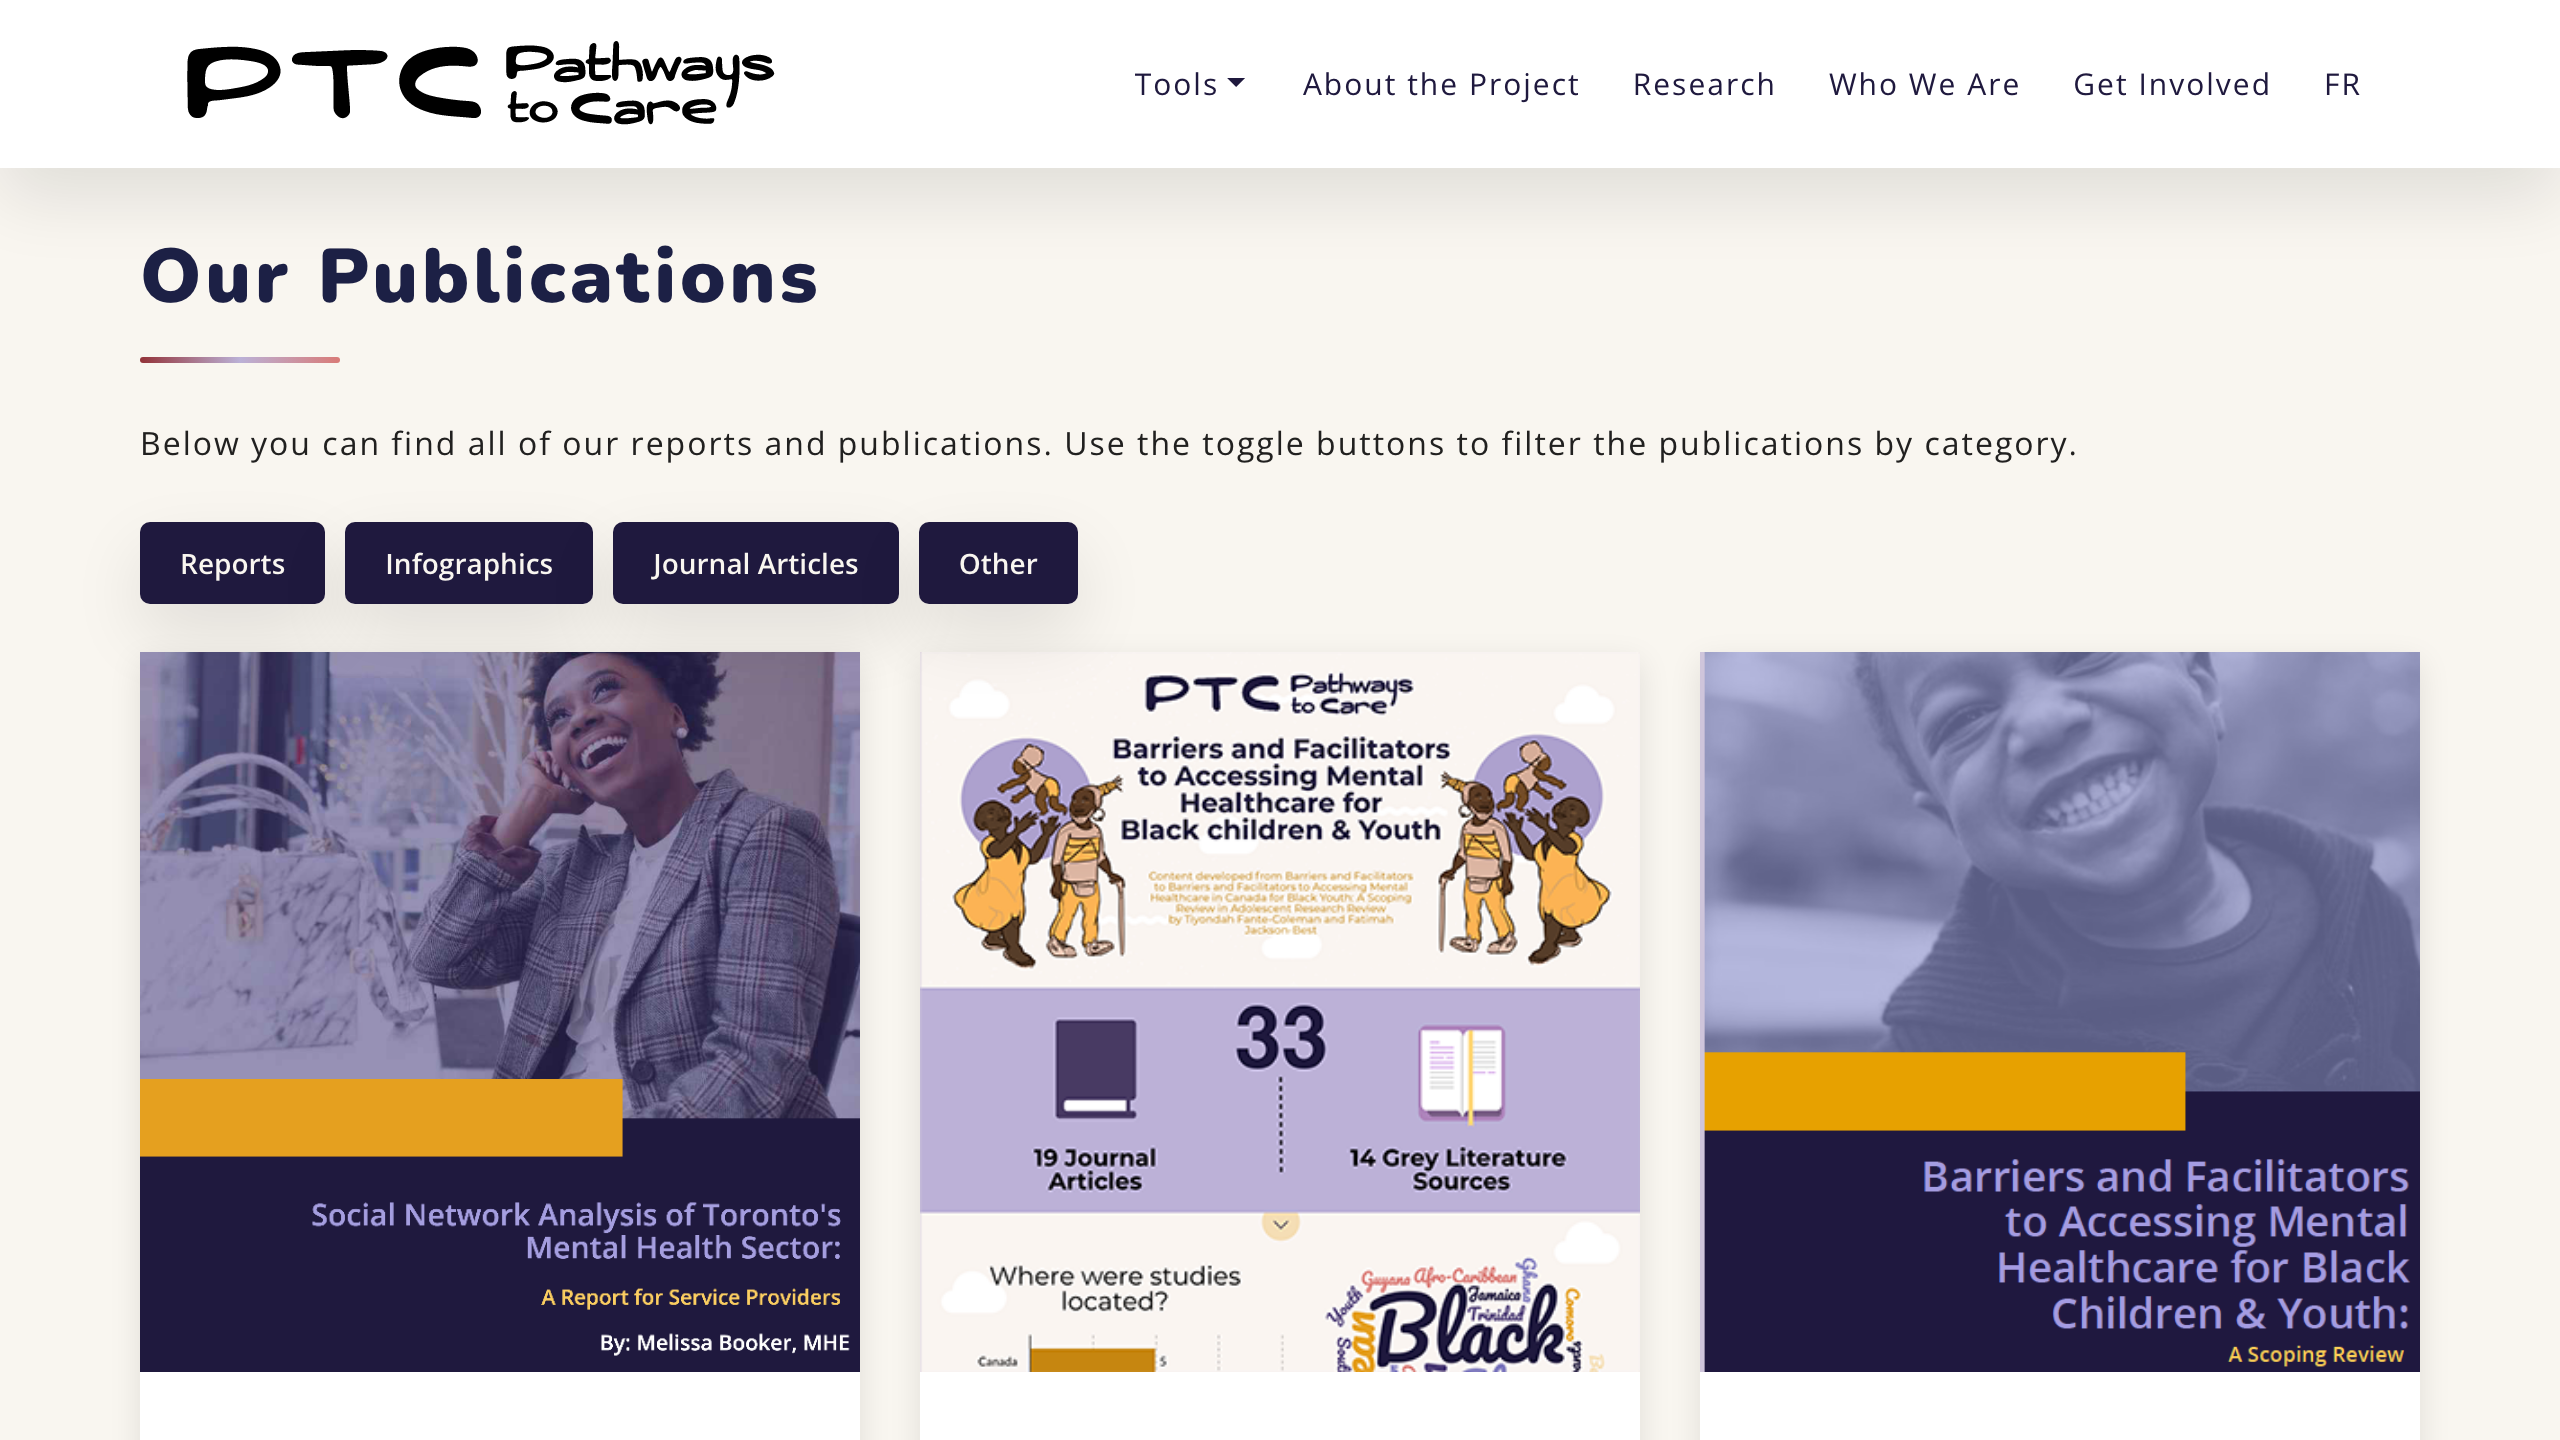 PTC Pathways
to Care
Tools
About the Project
Research
Who We Are
Get Involved
FR
Our Publications
Below you can find all of our reports and publications. Use the toggle buttons to filter the publications by category.
Reports
Infographics
Journal Articles
Other
Social Network Analysis of Toronto's
Mental Health Sector:
A Report for Service Providers
By: Melissa Booker, MHE
PTC Pathways
to Care
Barriers and Facilitators
to Accessing Mental
Healthcare for
Black children & Youth
Content developed from Barriers and Facilitators
to Barriers and Facilitators to Accessing Mental
Healthcare in Canada for Black Youth: A Scoping
Review in Adolescent Research Review
by Tiyondah Fante-Coleman and Fatimah
Jackson-Best
33
19 Journal
Articles
14 Grey Literature
Sources
Where were studies
located?
Canada
5
Guyana Afro-Caribbean
Ghana
Youth
Jamaica
Trinidad
Black
Barriers and Facilitators
to Accessing Mental
Healthcare for Black
Children & Youth:
A Scoping Review